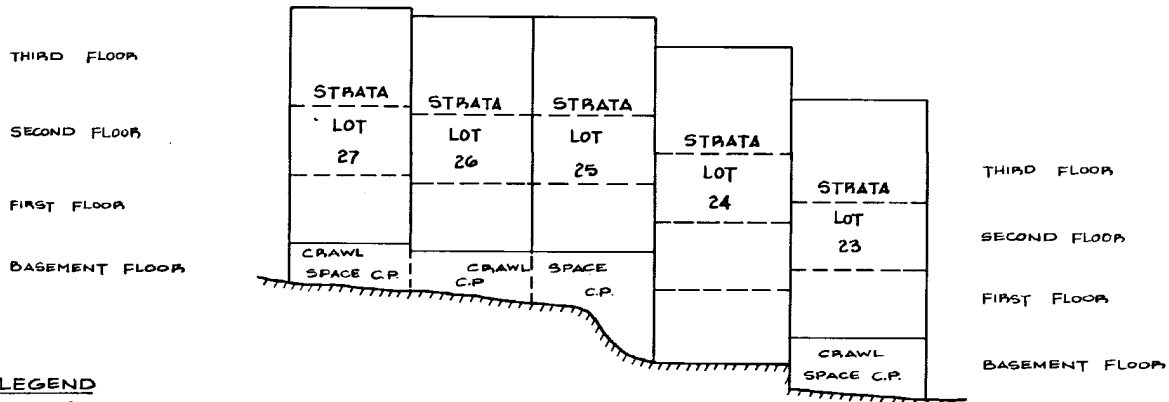 THIRD FLOOR
SECOND FLOOR
FIRST FLOOR
BASEMENT FLOOR
STRATA
LOT
27
CRAWL
SPACE C.P.
STRATA
LOT
26
STRATA
LOT
25
CRAWL SPACE
C.P
C.P.
STRATA
LOT
24
STRATA
LOT
23
CRAWL
SPACE C.P.
THIRD FLOOR
SECOND FLOOR
FIRST FLOOR
BASEMENT FLOOR
LEGEND